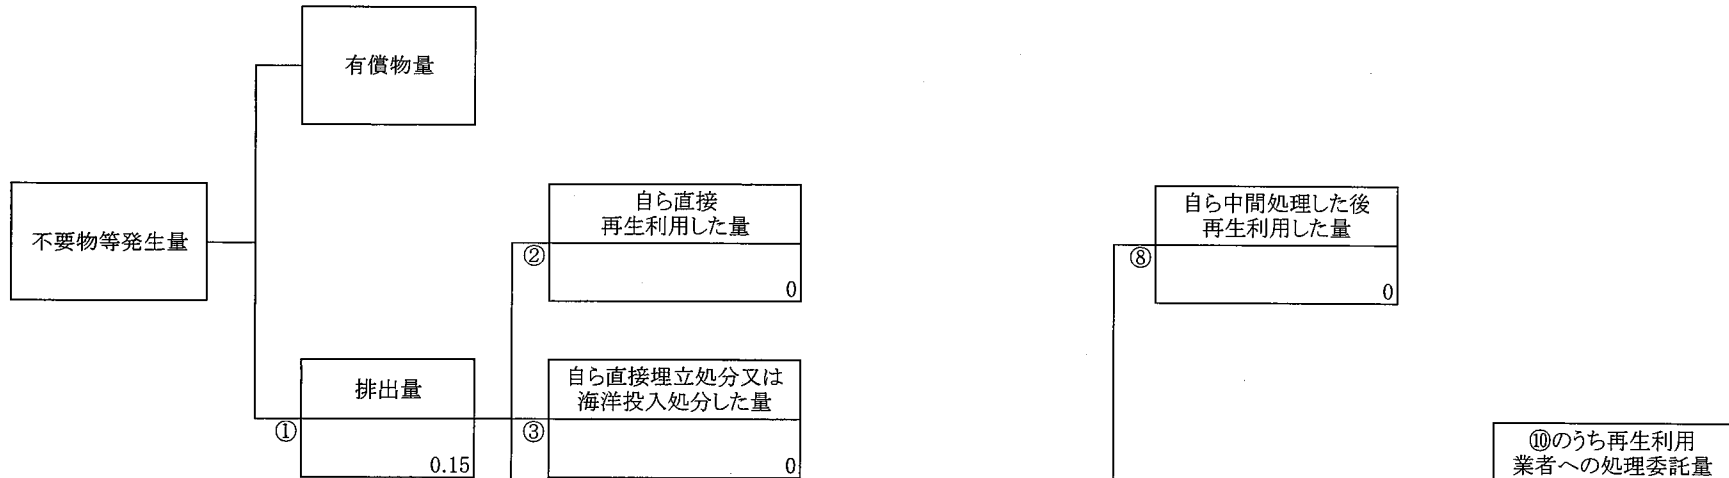 有償物量
不要物等発生量
自ら直接
再生利用した量
②
0
自ら中間処理した後
再生利用した量
⑧
0
排出量
①
0.15
自ら直接埋立処分又は
海洋投入処分した量
③
0
⑩のうち再生利用
業者への処理委託量